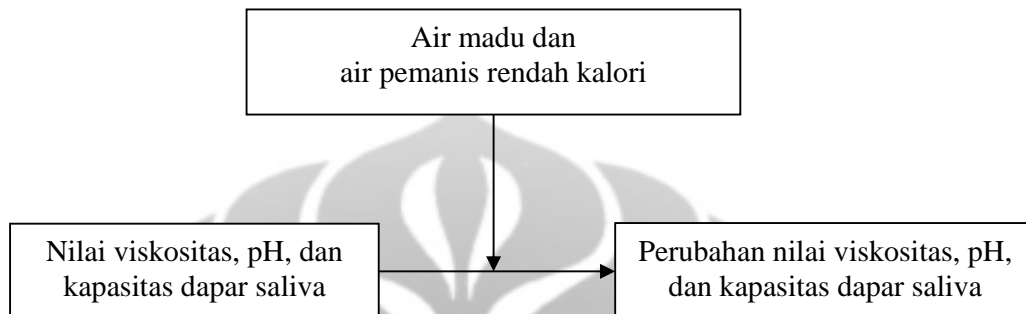 Air madu dan
air pemanis rendah kalori
Nilai viskositas, pH, dan
kapasitas dapar saliva
Perubahan nilai viskositas, pH,
dan kapasitas dapar saliva